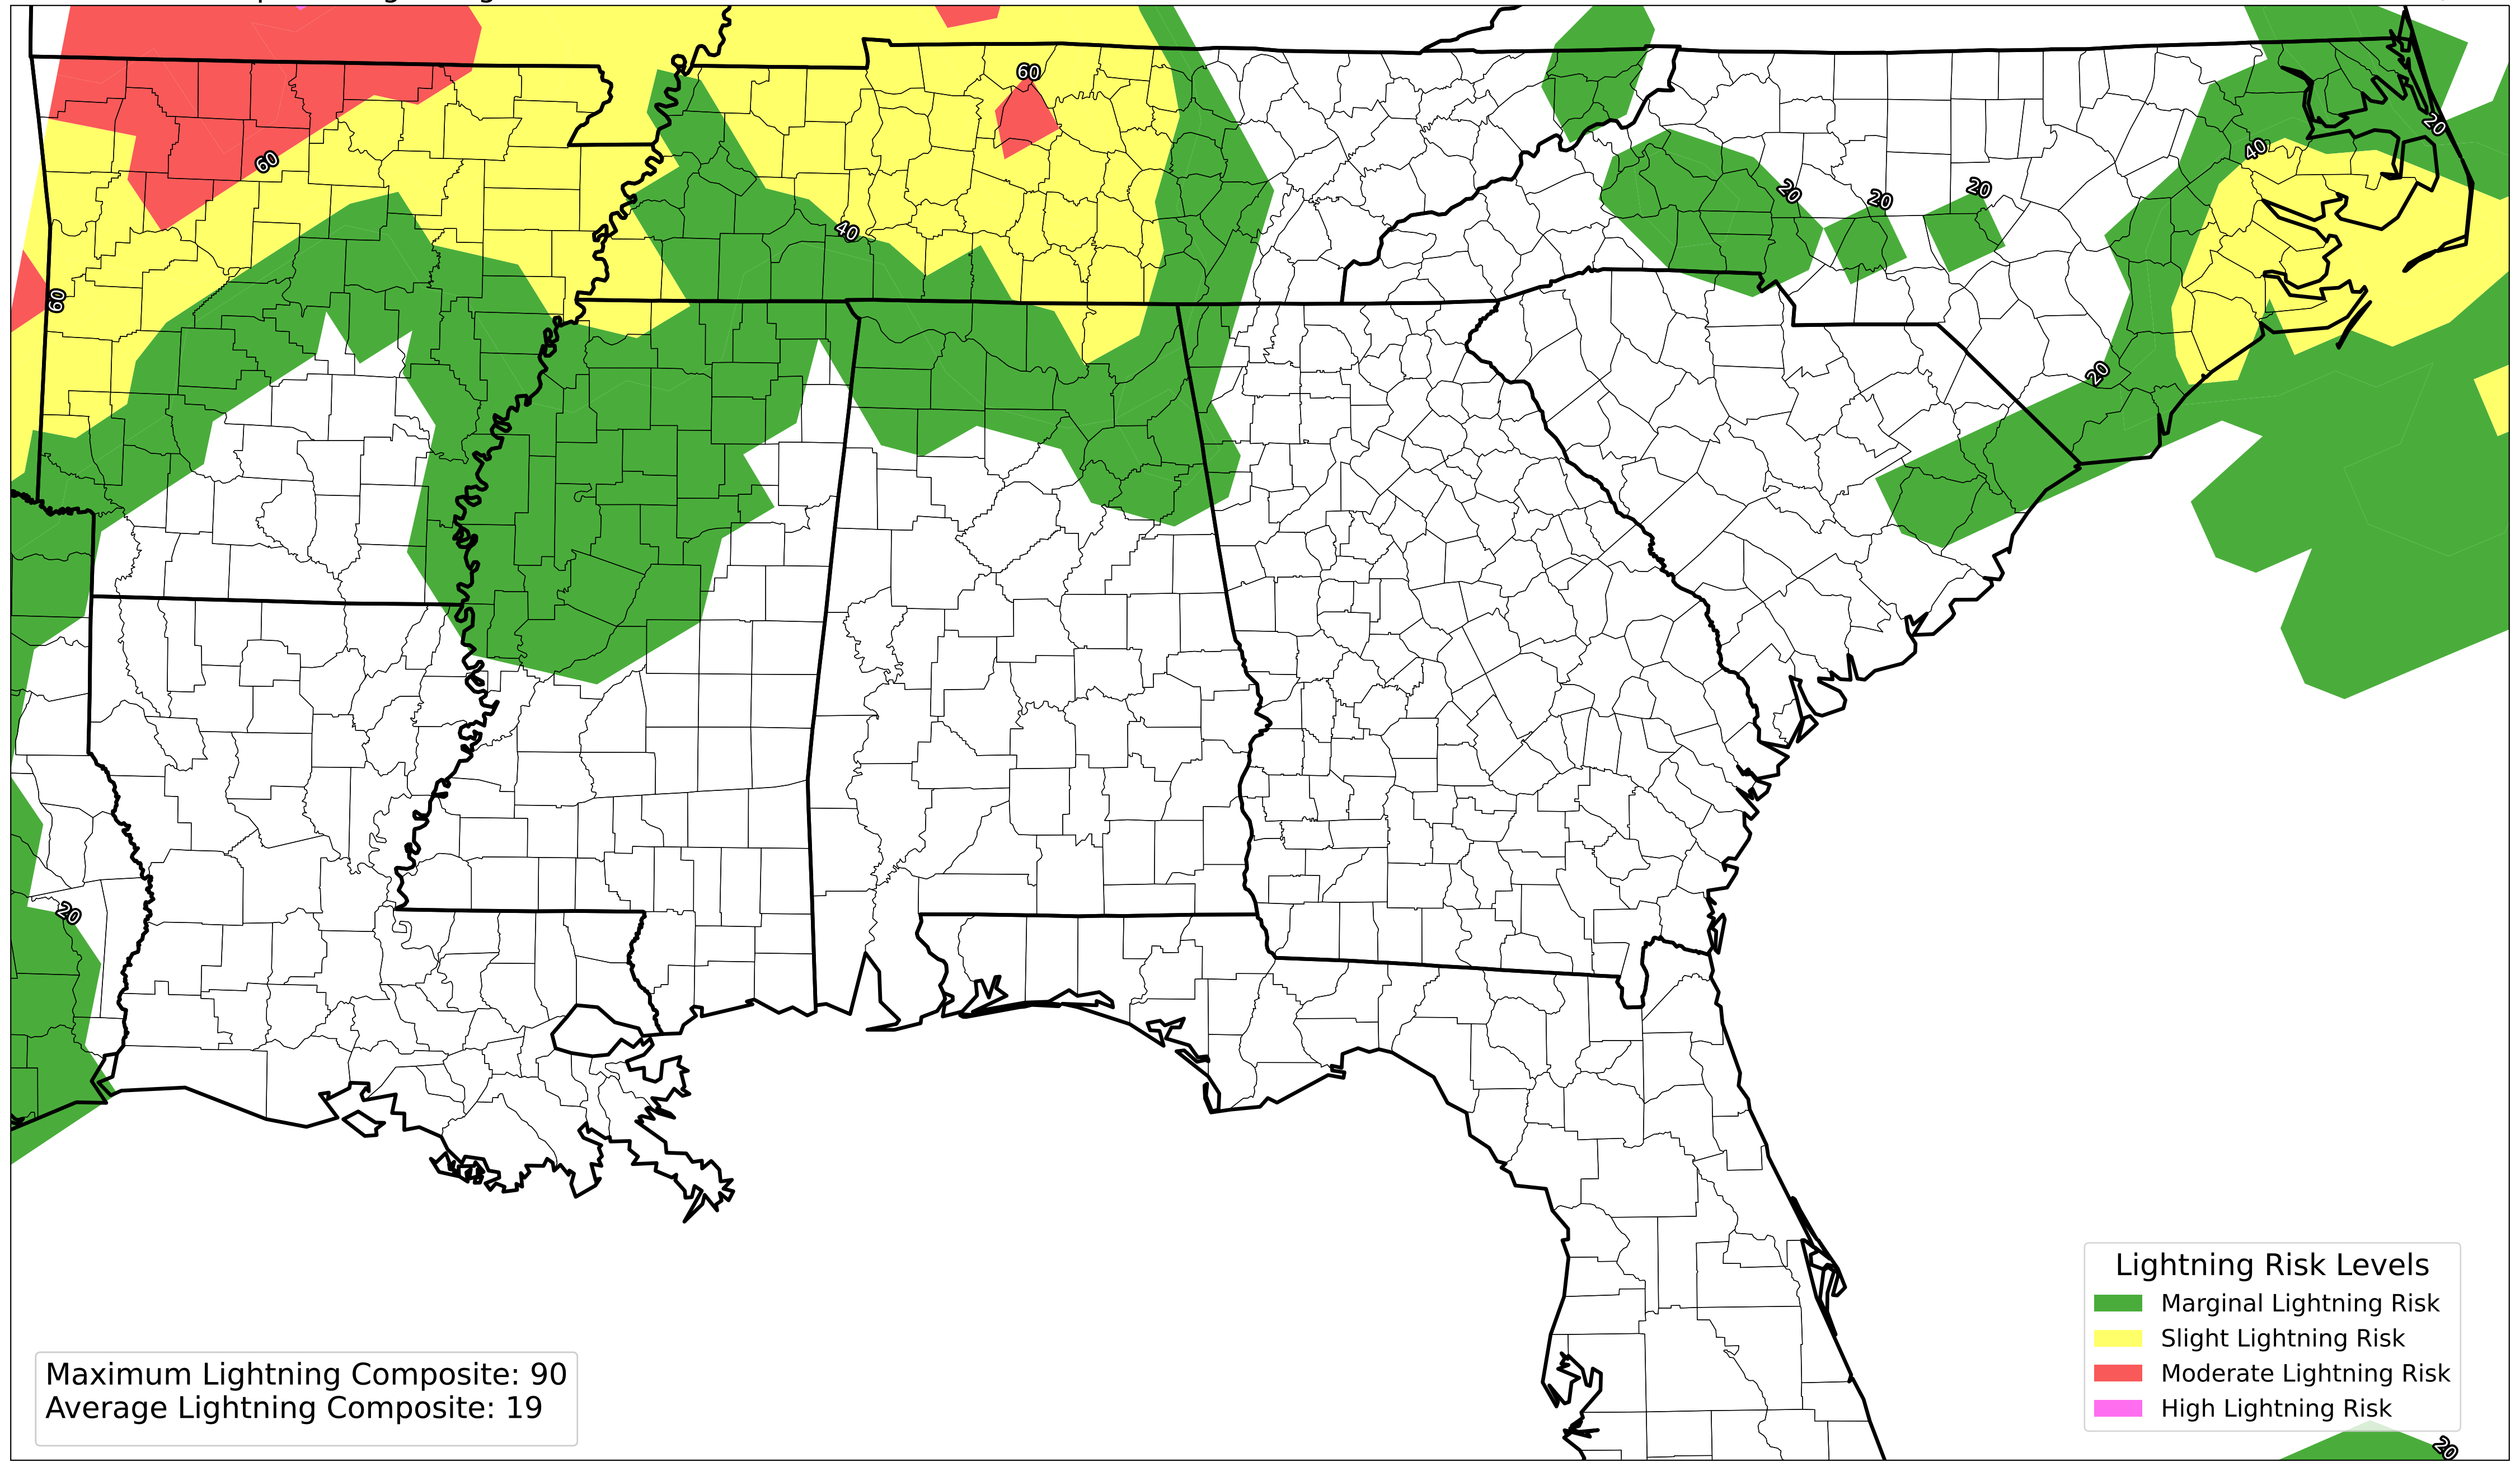 60
20
40
60
20
20
20
40
60
20
20
Lightning Risk Levels
Marginal Lightning Risk
Slight Lightning Risk
Moderate Lightning Risk
High Lightning Risk
Maximum Lightning Composite: 90
Average Lightning Composite: 19
20